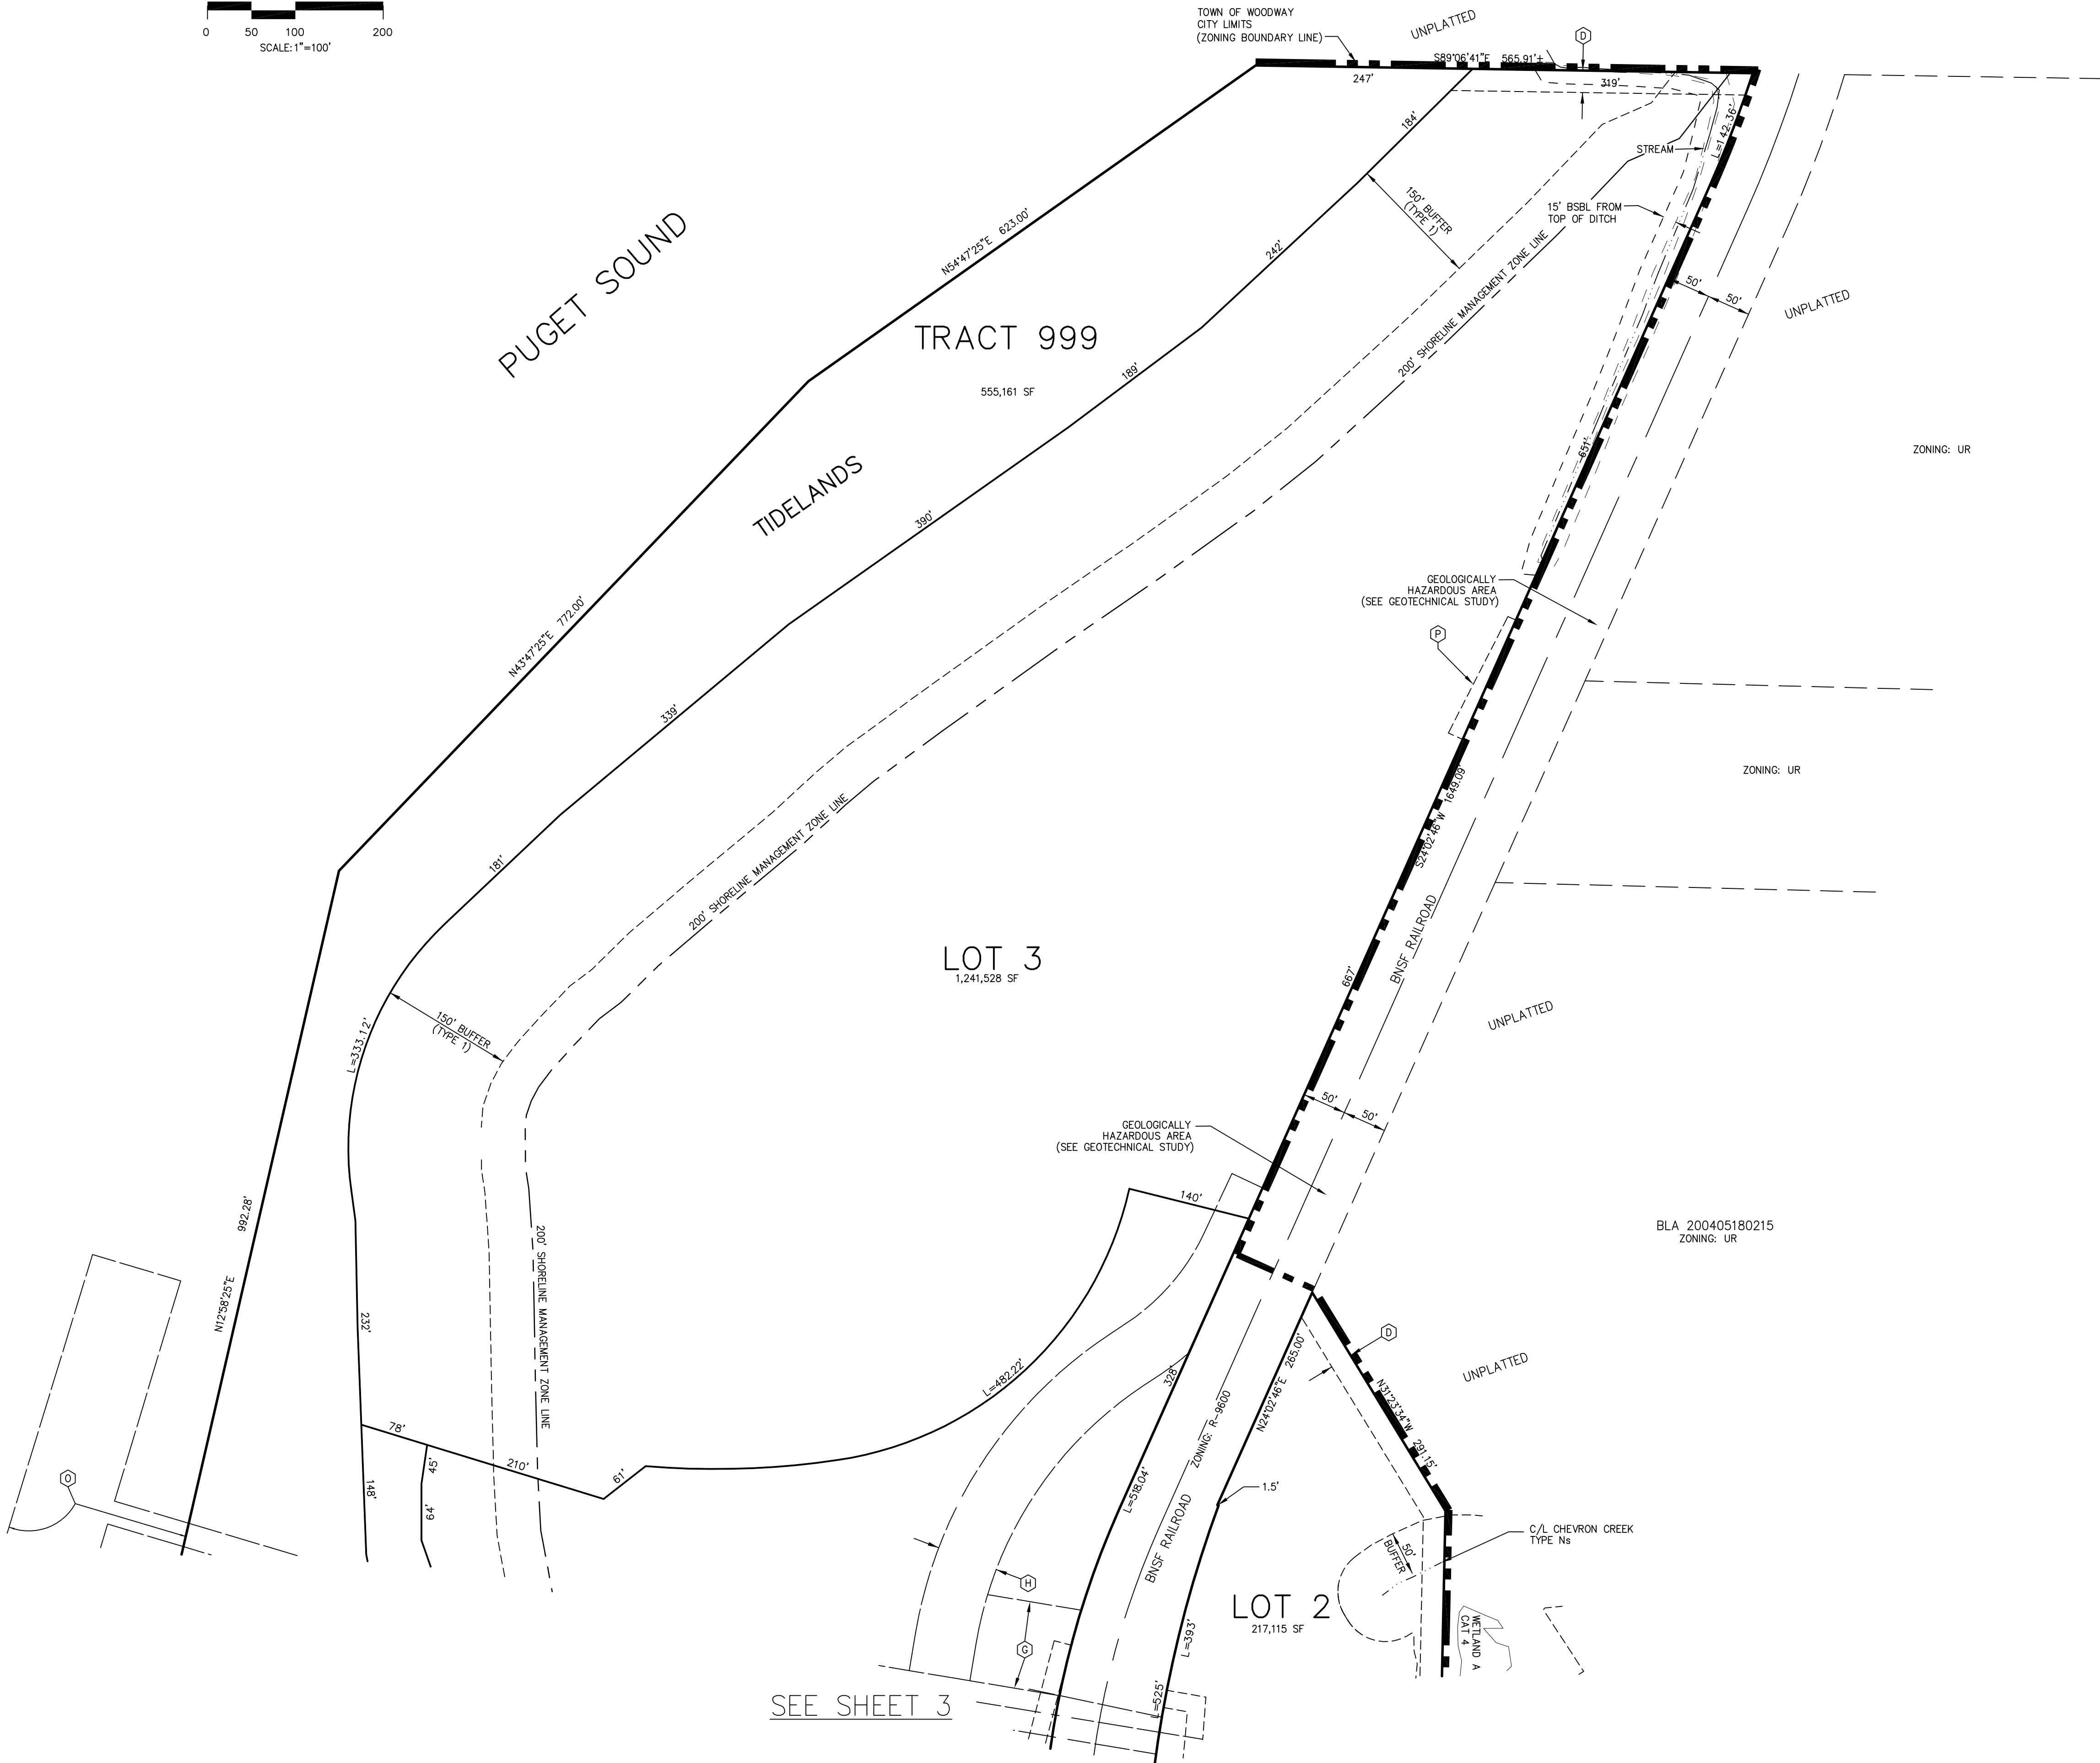 0 50 100 200
SCALE: 1"=100'
TOWN OF WOODWAY
CITY LIMITS
(ZONING BOUNDARY LINE)
UNPLATTED
D
S89°06'41"E 565.91'±
247'
319'
184'
L=142.36'
STREAM
150' BUFFER
(TYPE 1)
15' BSBL FROM
TOP OF DITCH
N54°47'25"E 623.00'
PUGET SOUND
242'
200' SHORELINE MANAGEMENT ZONE LINE
50'
50'
UNPLATTED
TRACT 999
555,161 SF
189'
651'
ZONING: UR
TIDELANDS
390'
GEOLOGICALLY
HAZARDOUS AREA
(SEE GEOTECHNICAL STUDY)
P
N43°47'25"E 772.00'
339'
ZONING: UR
S24°02'46"W 1649.09'
200' SHORELINE MANAGEMENT ZONE LINE
181'
BNSF RAILROAD
LOT 3
1,241,528 SF
667'
UNPLATTED
150' BUFFER
(TYPE 1)
L=333.12'
50'
50'
GEOLOGICALLY
HAZARDOUS AREA
(SEE GEOTECHNICAL STUDY)
140'
992.28'
N12°58'25"E
200' SHORELINE MANAGEMENT ZONE LINE
BLA 200405180215
ZONING: UR
232'
D
L=482.22'
328'
N24°02'46"E 265.00'
UNPLATTED
ZONING: R-9600
N31°23'34"W 291.15'
78'
45'
210'
61'
O
148'
64'
L=518.04'
1.5'
BNSF RAILROAD
C/L CHEVRON CREEK
TYPE Ns
50'
BUFFER
H
LOT 2
217,115 SF
G
L=393'
WETLAND A
CAT 4
L=525'
SEE SHEET 3